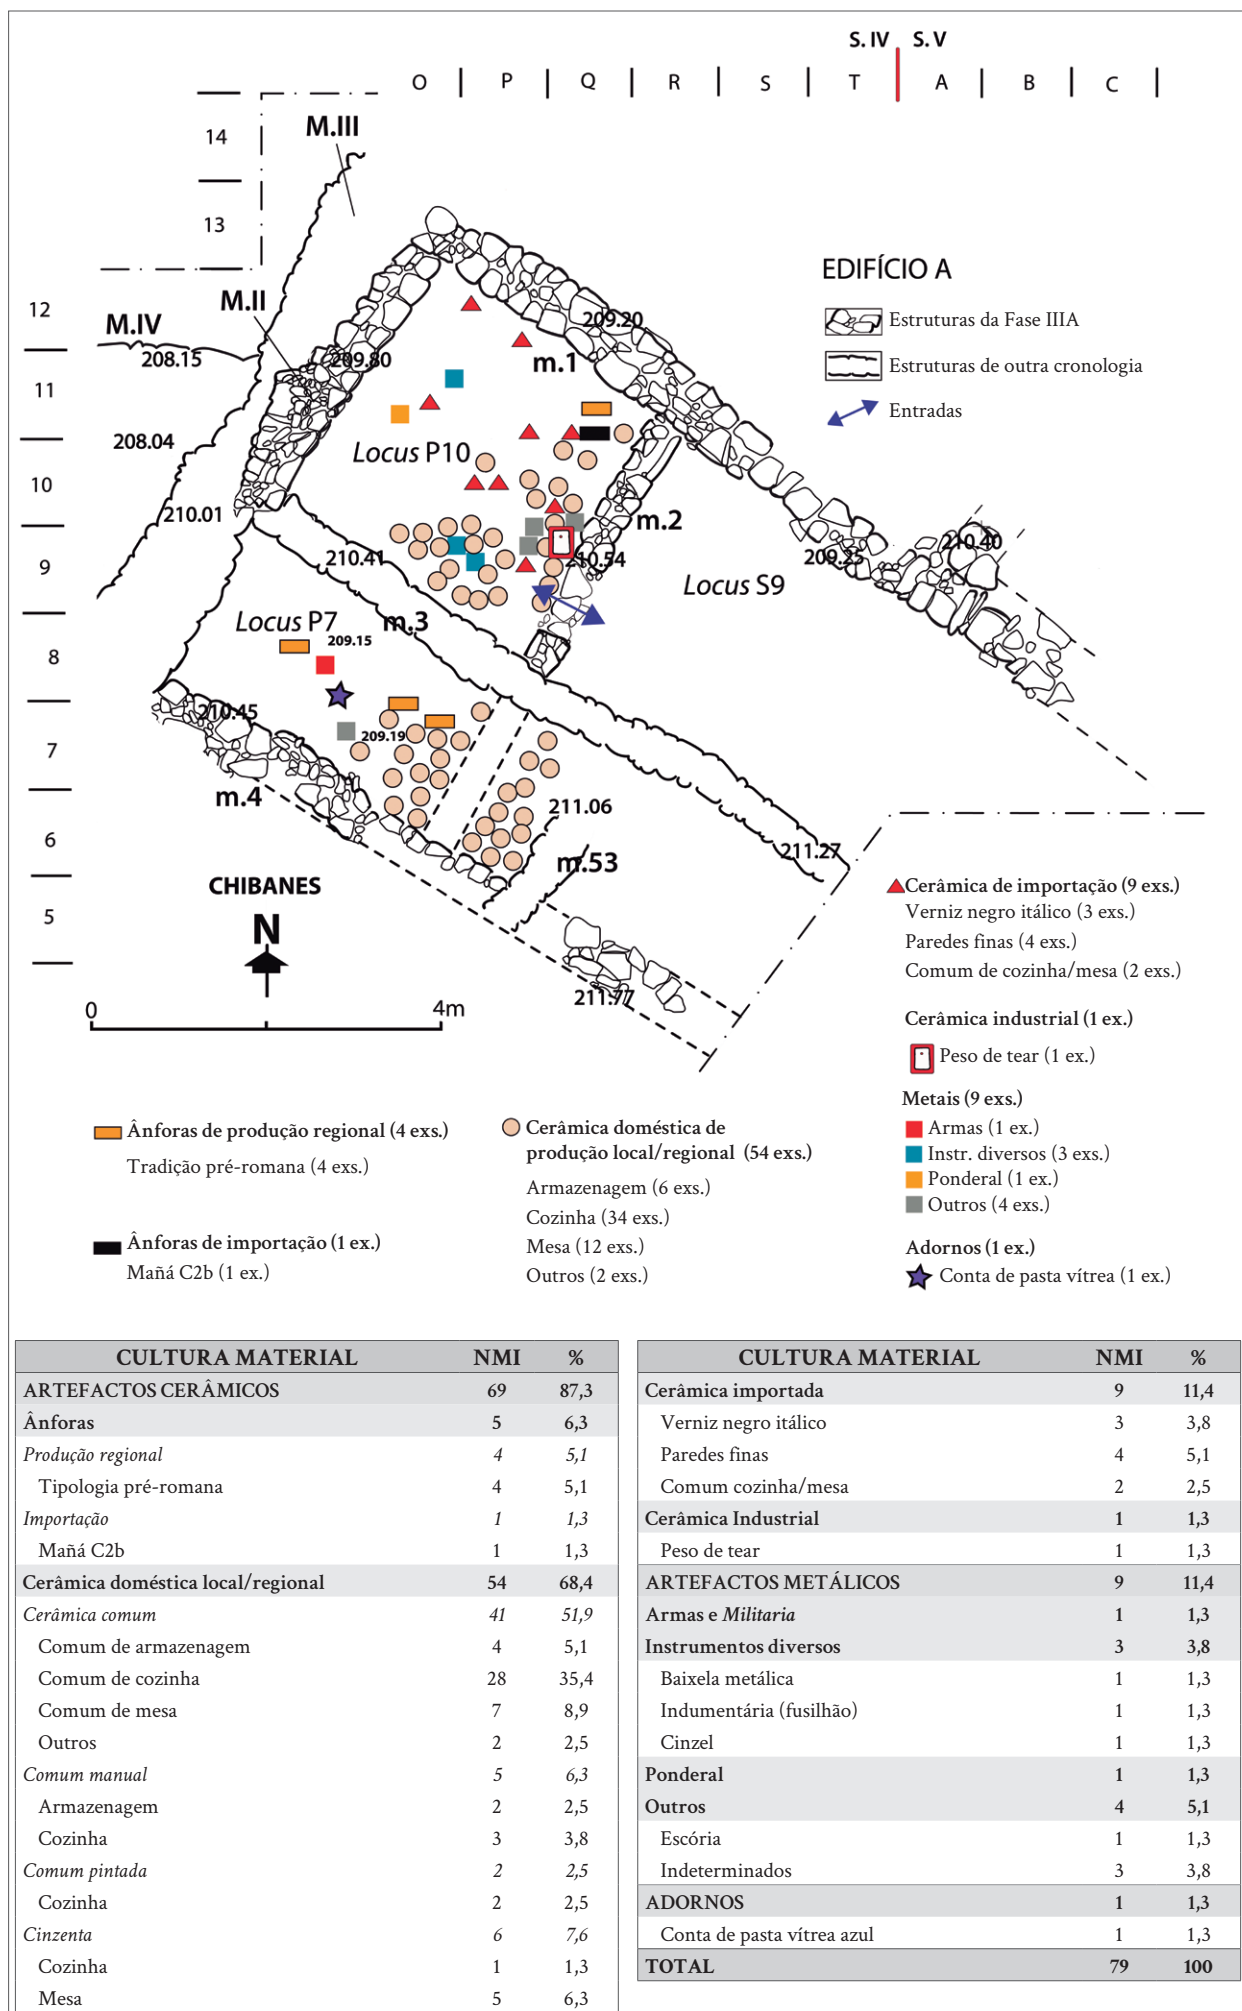 S. IV S. V
O P Q R S T A B C
14
13
12
11
10
9
8
7
6
5
M.III
M.II
M.IV
208.15
208.04
210.01
209.80
209.20
m.1
Locus P10
m.2
210.41
210.54
Locus S9
209.25
210.40
Locus P7
209.15
m.3
210.45
209.19
m.4
211.06
m.53
211.27
211.77
EDIFÍCIO A
Estruturas da Fase IIIA
Estruturas de outra cronologia
Entradas
CHIBANES
N
0 4m
Cerâmica de importação (9 exs.)
Verniz negro itálico (3 exs.)
Paredes finas (4 exs.)
Comum de cozinha/mesa (2 exs.)
Cerâmica industrial (1 ex.)
Peso de tear (1 ex.)
Metais (9 exs.)
Armas (1 ex.)
Instr. diversos (3 exs.)
Ponderal (1 ex.)
Outros (4 exs.)
Adornos (1 ex.)
Conta de pasta vítrea (1 ex.)
Ânforas de produção regional (4 exs.)
Tradição pré-romana (4 exs.)
Ânforas de importação (1 ex.)
Mañá C2b (1 ex.)
Cerâmica doméstica de
produção local/regional (54 exs.)
Armazenagem (6 exs.)
Cozinha (34 exs.)
Mesa (12 exs.)
Outros (2 exs.)
CULTURA MATERIAL NMI %
ARTEFACTOS CERÂMICOS 69 87,3
Ânforas 5 6,3
Produção regional 4 5,1
Tipologia pré-romana 4 5,1
Importação 1 1,3
Mañá C2b 1 1,3
Cerâmica doméstica local/regional 54 68,4
Cerâmica comum 41 51,9
Comum de armazenagem 4 5,1
Comum de cozinha 28 35,4
Comum de mesa 7 8,9
Outros 2 2,5
Comum manual 5 6,3
Armazenagem 2 2,5
Cozinha 3 3,8
Comum pintada 2 2,5
Cozinha 2 2,5
Cinzenta 6 7,6
Cozinha 1 1,3
Mesa 5 6,3
CULTURA MATERIAL NMI %
Cerâmica importada 9 11,4
Verniz negro itálico 3 3,8
Paredes finas 4 5,1
Comum cozinha/mesa 2 2,5
Cerâmica Industrial 1 1,3
Peso de tear 1 1,3
ARTEFACTOS METÁLICOS 9 11,4
Armas e Militaria 1 1,3
Instrumentos diversos 3 3,8
Baixela metálica 1 1,3
Indumentária (fusilhão) 1 1,3
Cinzel 1 1,3
Ponderal 1 1,3
Outros 4 5,1
Escória 1 1,3
Indeterminados 3 3,8
ADORNOS 1 1,3
Conta de pasta vítrea azul 1 1,3
TOTAL 79 100